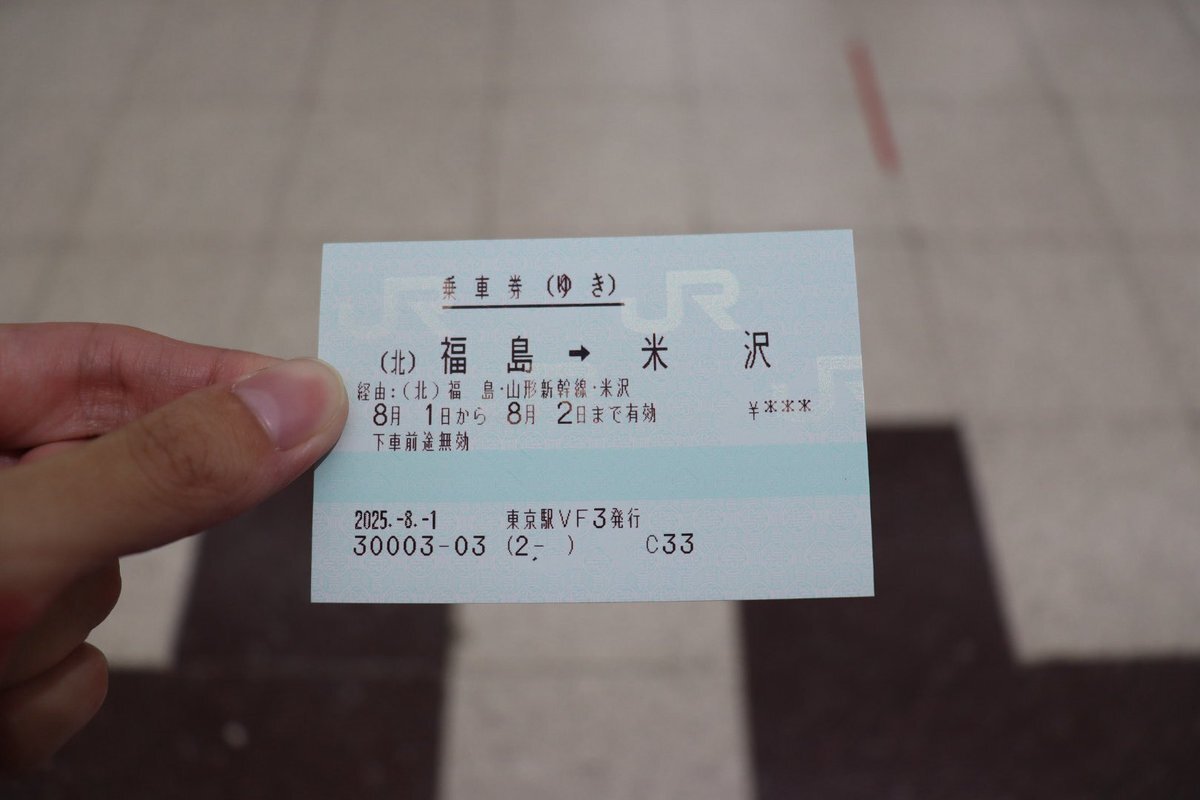 乗車券(ゆき)
(北)福島➡米沢
経由:(北)福 島・山形新幹線・米沢
8月 1日から 8月 2日まで有効 ¥***
下車前途無効
2025.-8.-1 東京駅VF3発行
30003-03 (2- ) C33
JR
JR